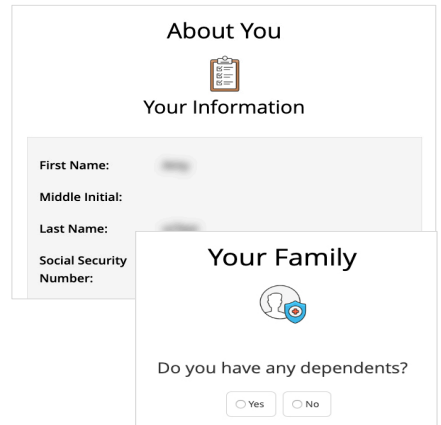 About You
Your Information
First Name:
Middle Initial:
Last Name:
Social Security
Number:
Your Family
Do you have any dependents?
Yes No